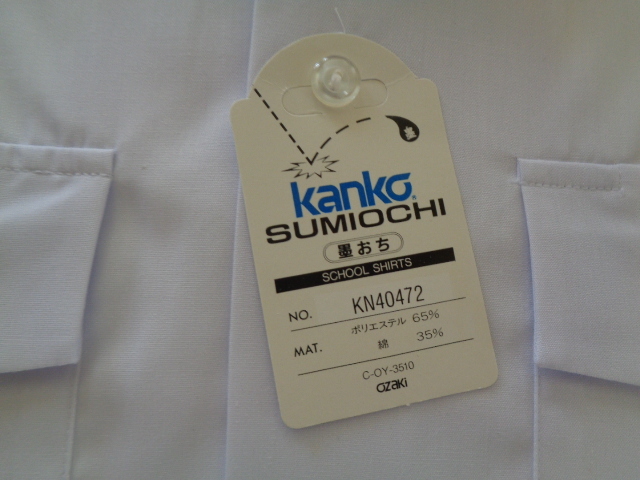 墨
kanko®
SUMIOCHI
墨おち
SCHOOL SHIRTS
NO. KN40472
MAT. ポリエステル 65%
綿 35%
C-OY-3510
ozaki